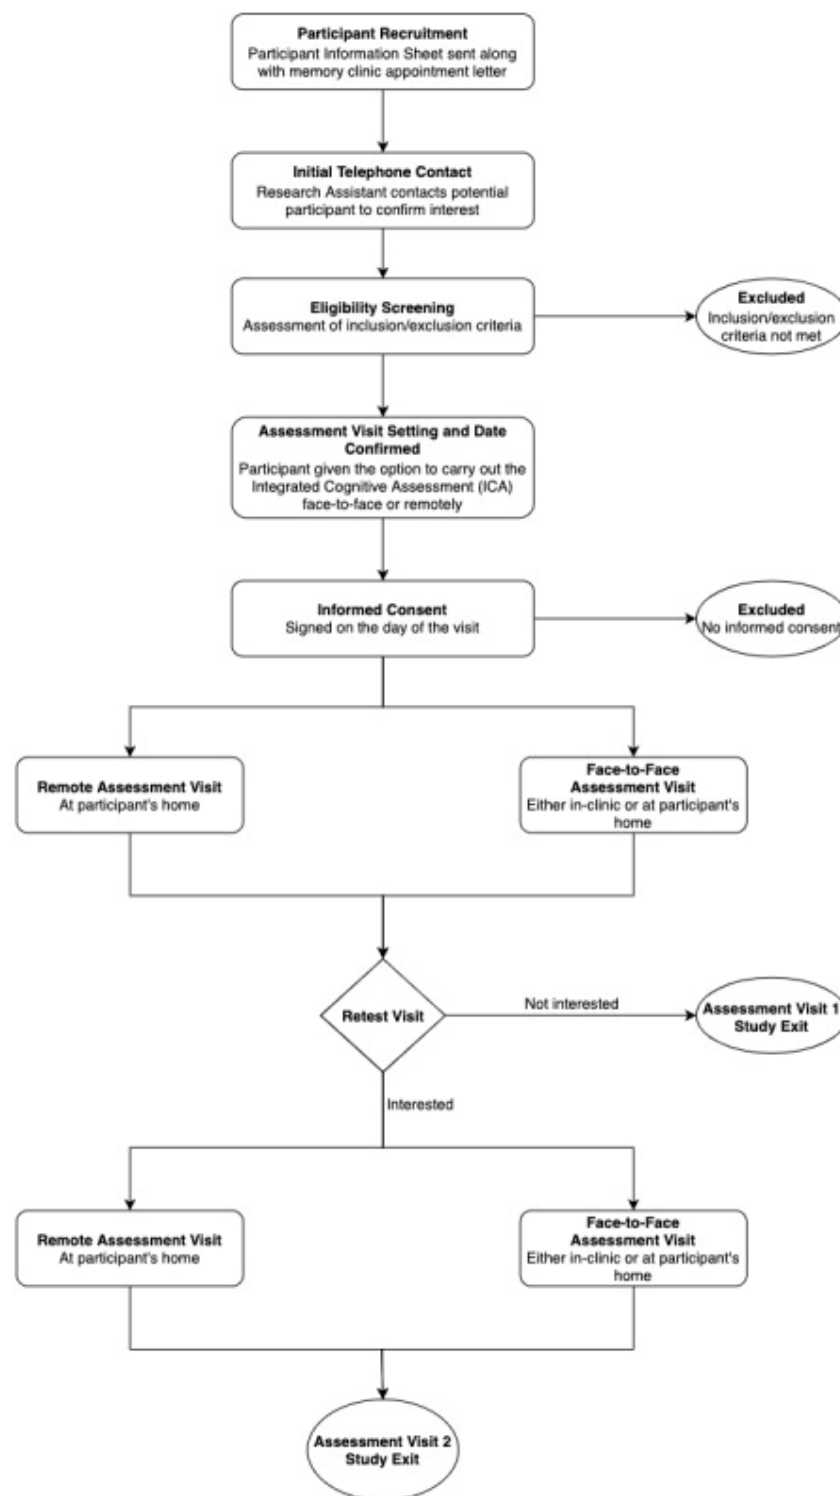 Participant Recruitment
Participant Information Sheet sent along
with memory clinic appointment letter
Initial Telephone Contact
Research Assistant contacts potential
participant to confirm interest
Eligibility Screening
Assessment of inclusion/exclusion criteria
Excluded
Inclusion/exclusion
criteria not met
Assessment Visit Setting and Date
Confirmed
Participant given the option to carry out the
Integrated Cognitive Assessment (ICA)
face-to-face or remotely
Informed Consent
Signed on the day of the visit
Excluded
No informed consent
Remote Assessment Visit
At participant's home
Face-to-Face
Assessment Visit
Either in-clinic or at participant's
home
Retest Visit
Not interested
Assessment Visit 1
Study Exit
Interested
Remote Assessment Visit
At participant's home
Face-to-Face
Assessment Visit
Either in-clinic or at participant's
home
Assessment Visit 2
Study Exit